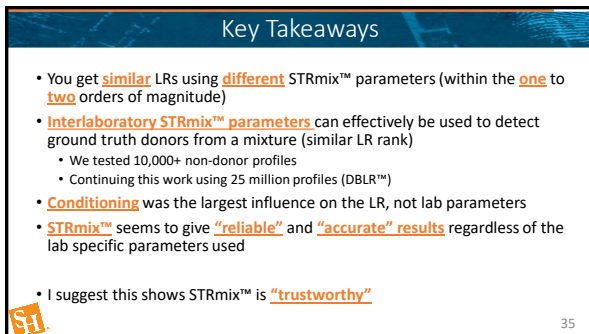 Key Takeaways
• You get similar LRs using different STRmix™ parameters (within the one to
two orders of magnitude)
• Interlaboratory STRmix™ parameters can effectively be used to detect
ground truth donors from a mixture (similar LR rank)
• We tested 10,000+ non-donor profiles
• Continuing this work using 25 million profiles (DBLR™)
• Conditioning was the largest influence on the LR, not lab parameters
• STRmix™ seems to give “reliable” and “accurate” results regardless of the
lab specific parameters used
• I suggest this shows STRmix™ is “trustworthy”
SH
35